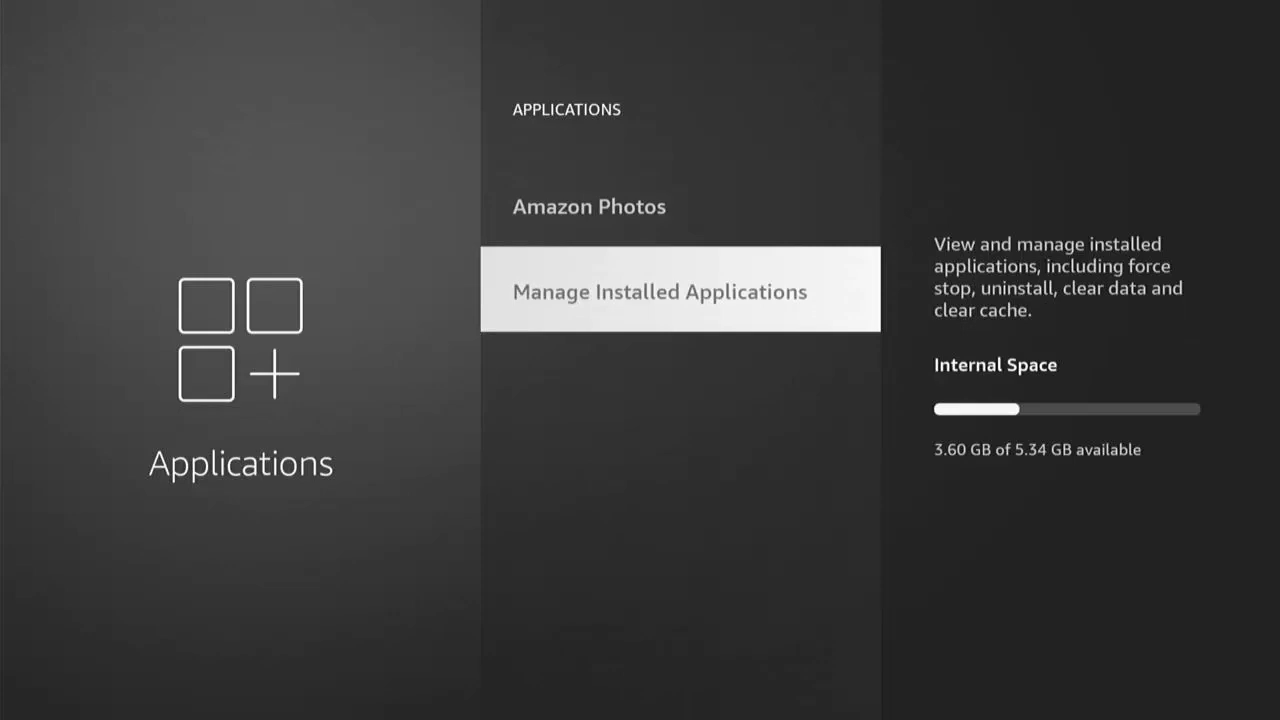 Applications
APPLICATIONS
Amazon Photos
Manage Installed Applications
View and manage installed
applications, including force
stop, uninstall, clear data and
clear cache.
Internal Space
3.60 GB of 5.34 GB available